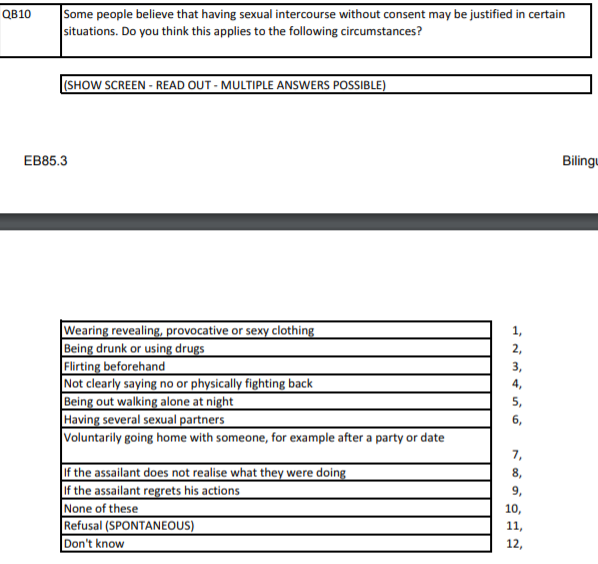 QB10
Some people believe that having sexual intercourse without consent may be justified in certain
situations. Do you think this applies to the following circumstances?
(SHOW SCREEN - READ OUT - MULTIPLE ANSWERS POSSIBLE)
EB85.3
Bilingu
Wearing revealing, provocative or sexy clothing 1,
Being drunk or using drugs 2,
Flirting beforehand 3,
Not clearly saying no or physically fighting back 4,
Being out walking alone at night 5,
Having several sexual partners 6,
Voluntarily going home with someone, for example after a party or date
7,
If the assailant does not realise what they were doing 8,
If the assailant regrets his actions 9,
None of these 10,
Refusal (SPONTANEOUS) 11,
Don't know 12,